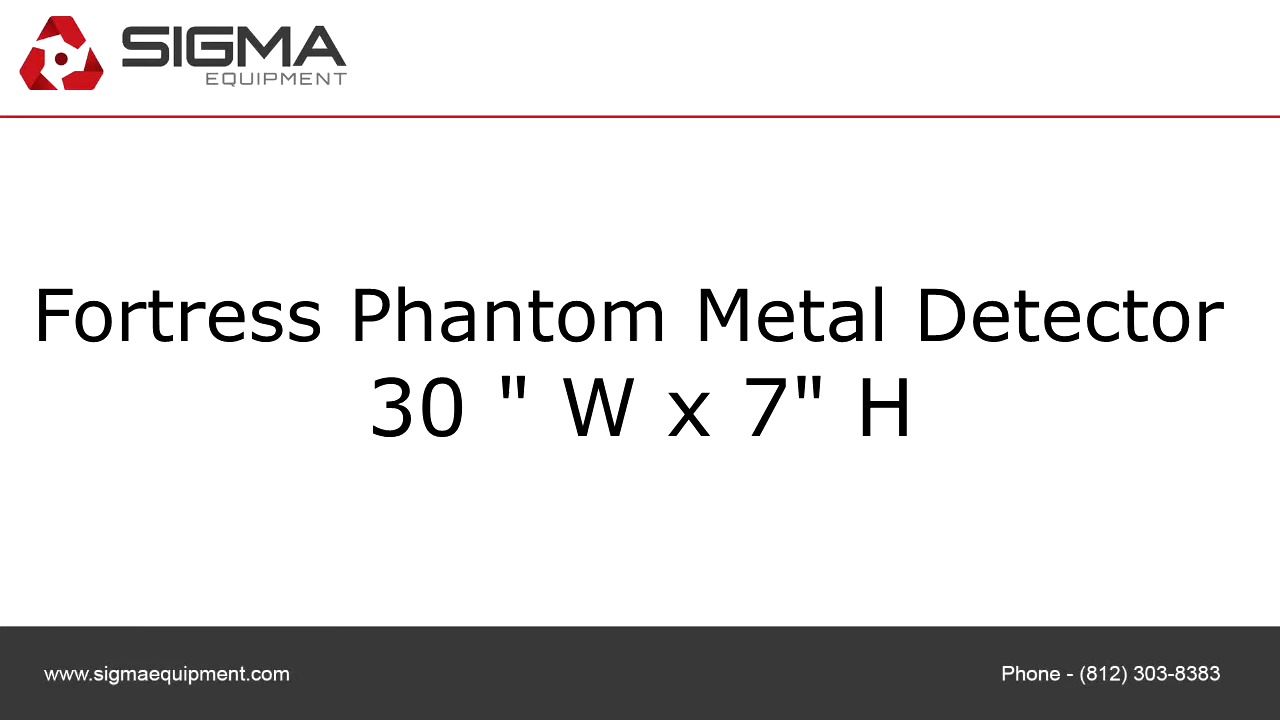 SIGMA
EQUIPMENT
Fortress Phantom Metal Detector
30 " W x 7" H
www.sigmaequipment.com
Phone - (812) 303-8383